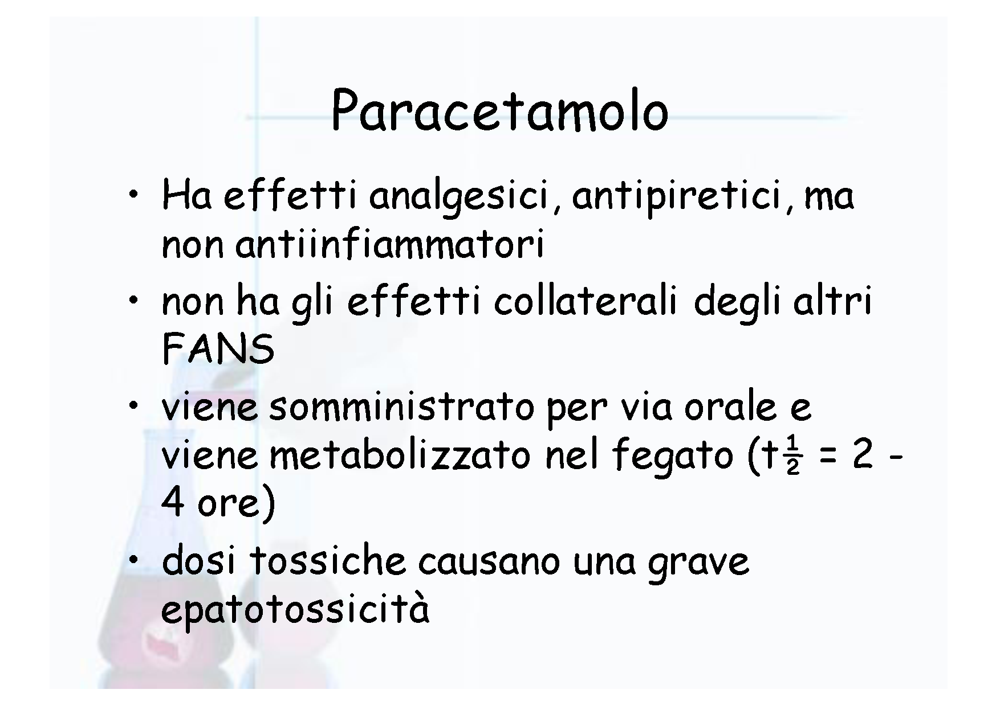 Paracetamolo
• Ha effetti analgesici, antipiretici, ma
non antiinfiammatori
• non ha gli effetti collaterali degli altri
FANS
• viene somministrato per via orale e
viene metabolizzato nel fegato (t½ = 2 -
4 ore)
• dosi tossiche causano una grave
epatotossicità